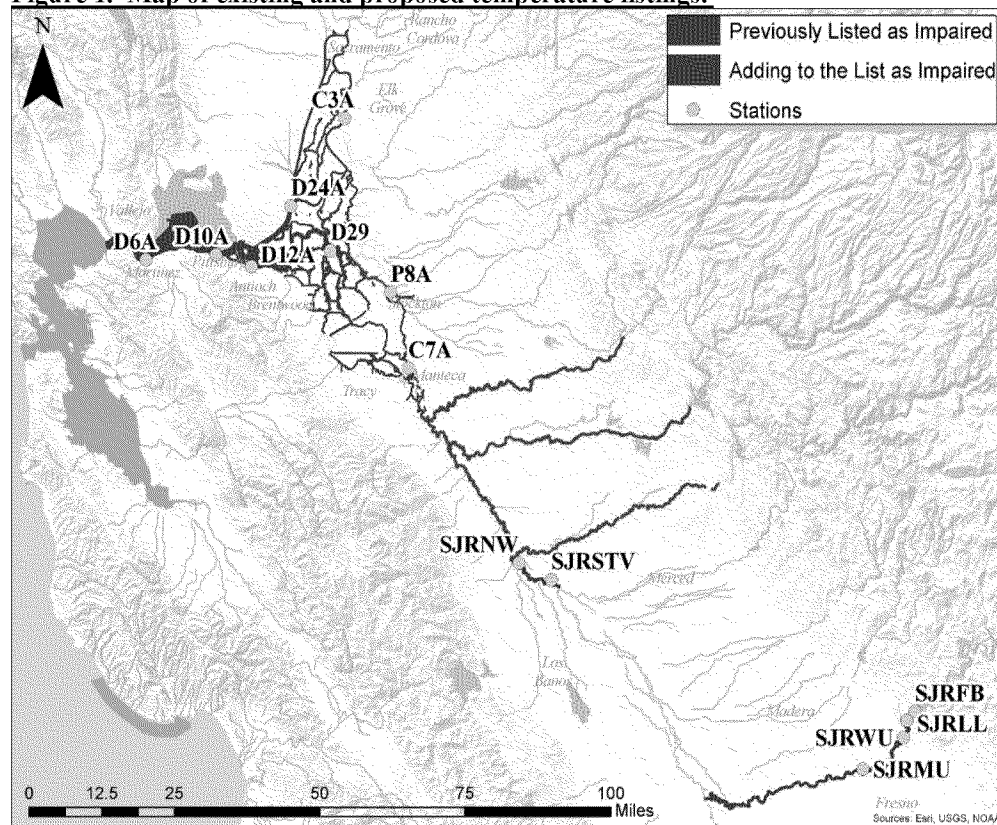 Figure 1. Map of existing and proposed temperature listings.
N
Previously Listed as Impaired
Adding to the List as Impaired
Stations
Rancho
Cordova
Sacramento
Elk
Grove
C3A
D24A
Vallejo
D6A
D10A
D29
Martinez
D12A
Antioch
Brentwood
P8A
Stockton
C7A
Manteca
Tracy
SJRNW
SJRSTV
Merced
Los
Banos
Madera
SJRFB
SJRLL
SJRWU
SJRMU
Fresno
0 12.5 25 50 75 100
Miles
Sources: Esri, USGS, NOAA